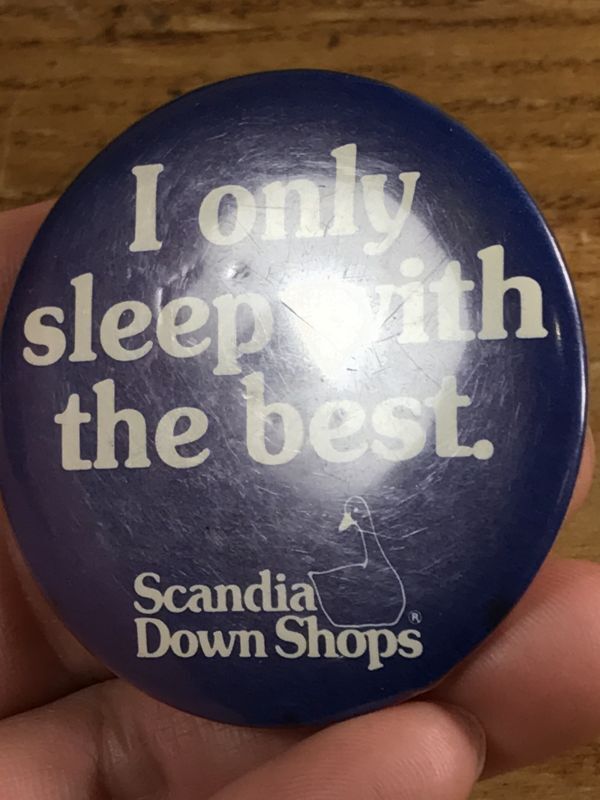 I only
sleep with
the best.
Scandia
Down Shops®